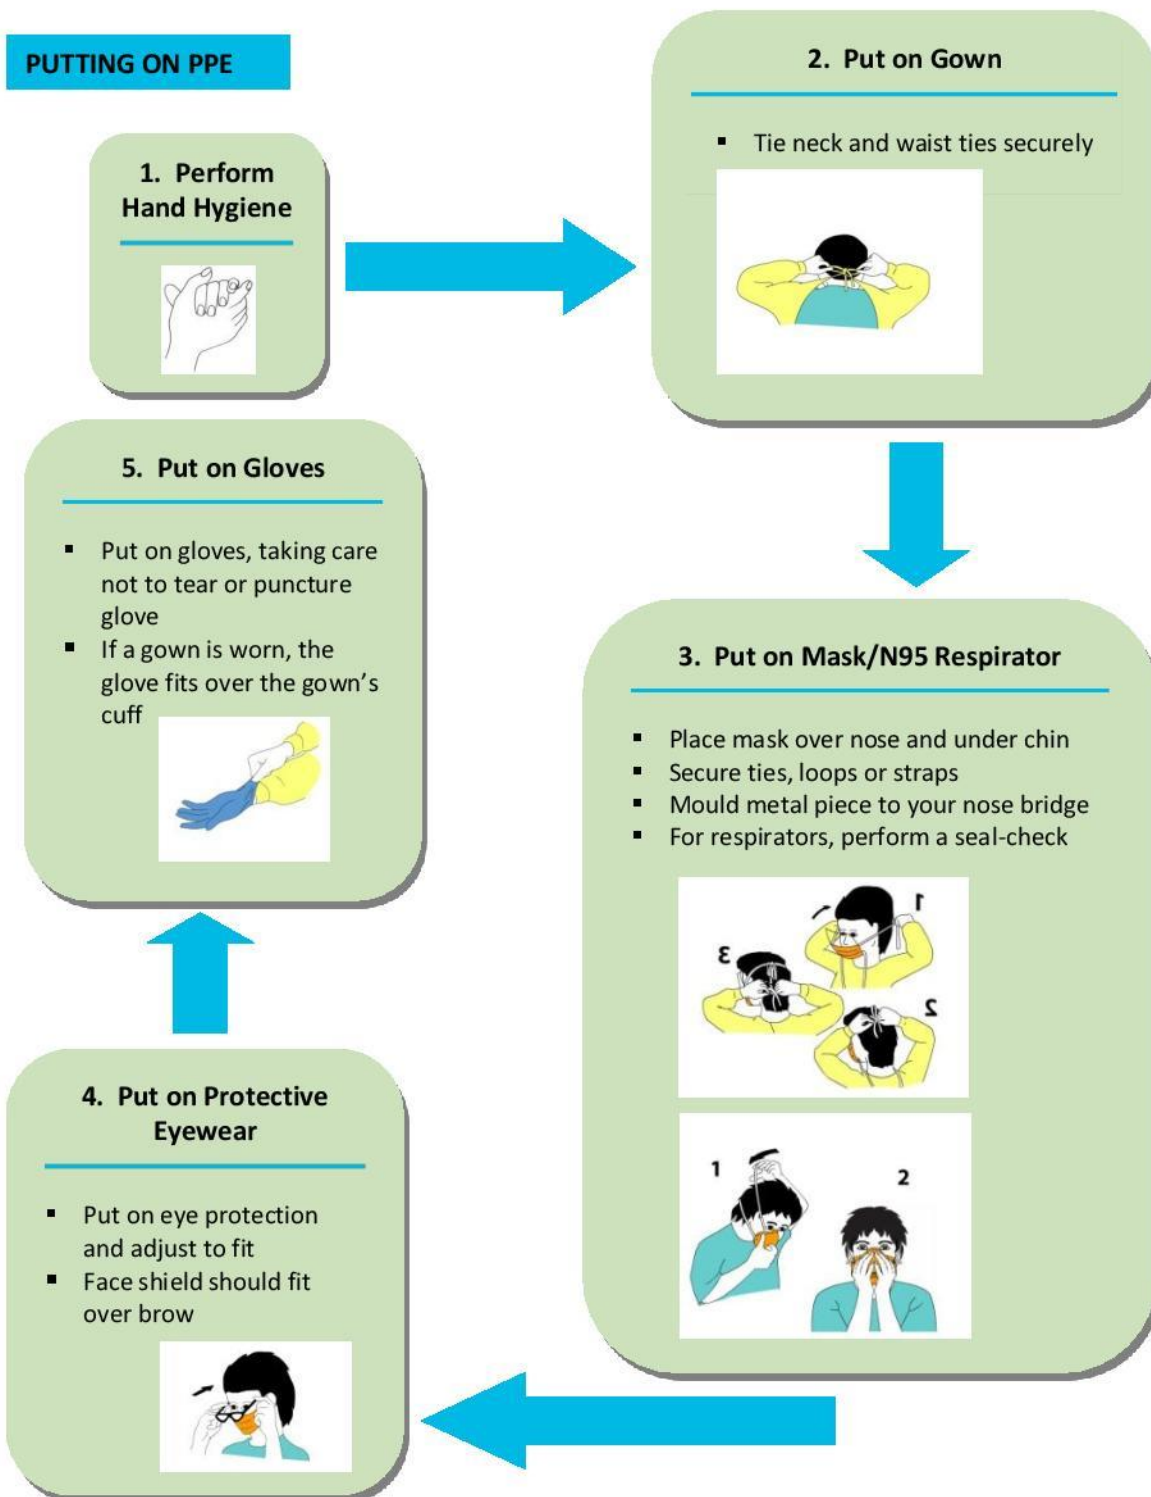 PUTTING ON PPE
1. Perform
Hand Hygiene
2. Put on Gown
▪ Tie neck and waist ties securely
3. Put on Mask/N95 Respirator
▪ Place mask over nose and under chin
▪ Secure ties, loops or straps
▪ Mould metal piece to your nose bridge
▪ For respirators, perform a seal-check
1
2
3
1
2
4. Put on Protective
Eyewear
▪ Put on eye protection
and adjust to fit
▪ Face shield should fit
over brow
5. Put on Gloves
▪ Put on gloves, taking care
not to tear or puncture
glove
▪ If a gown is worn, the
glove fits over the gown's
cuff